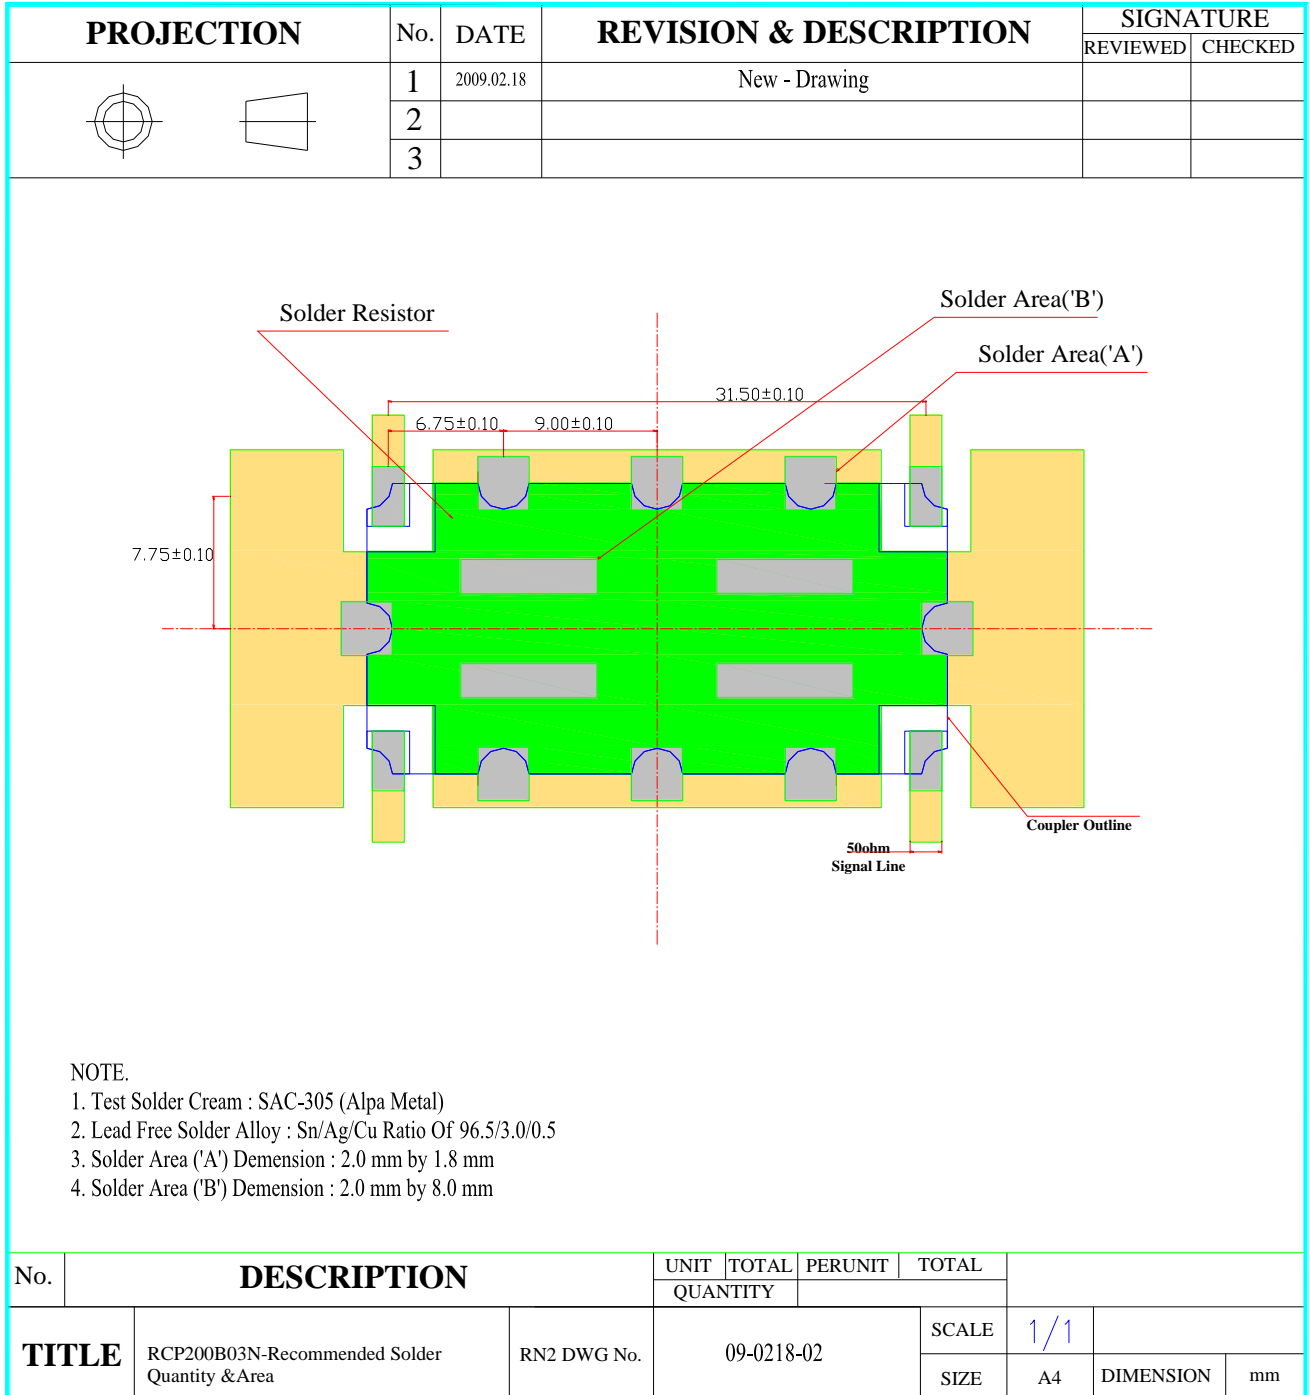 PROJECTION No. DATE REVISION & DESCRIPTION SIGNATURE
REVIEWED CHECKED
1 2009.02.18 New - Drawing
2
3
Solder Resistor
Solder Area('B')
Solder Area('A')
31.50±0.10
6.75±0.10 9.00±0.10
7.75±0.10
Coupler Outline
50ohm
Signal Line
NOTE.
1. Test Solder Cream : SAC-305 (Alpa Metal)
2. Lead Free Solder Alloy : Sn/Ag/Cu Ratio Of 96.5/3.0/0.5
3. Solder Area ('A') Demension : 2.0 mm by 1.8 mm
4. Solder Area ('B') Demension : 2.0 mm by 8.0 mm
No. DESCRIPTION UNIT TOTAL PERUNIT TOTAL
QUANTITY
TITLE RCP200B03N-Recommended Solder
Quantity &Area
RN2 DWG No. 09-0218-02
SCALE 1/1
SIZE A4 DIMENSION mm